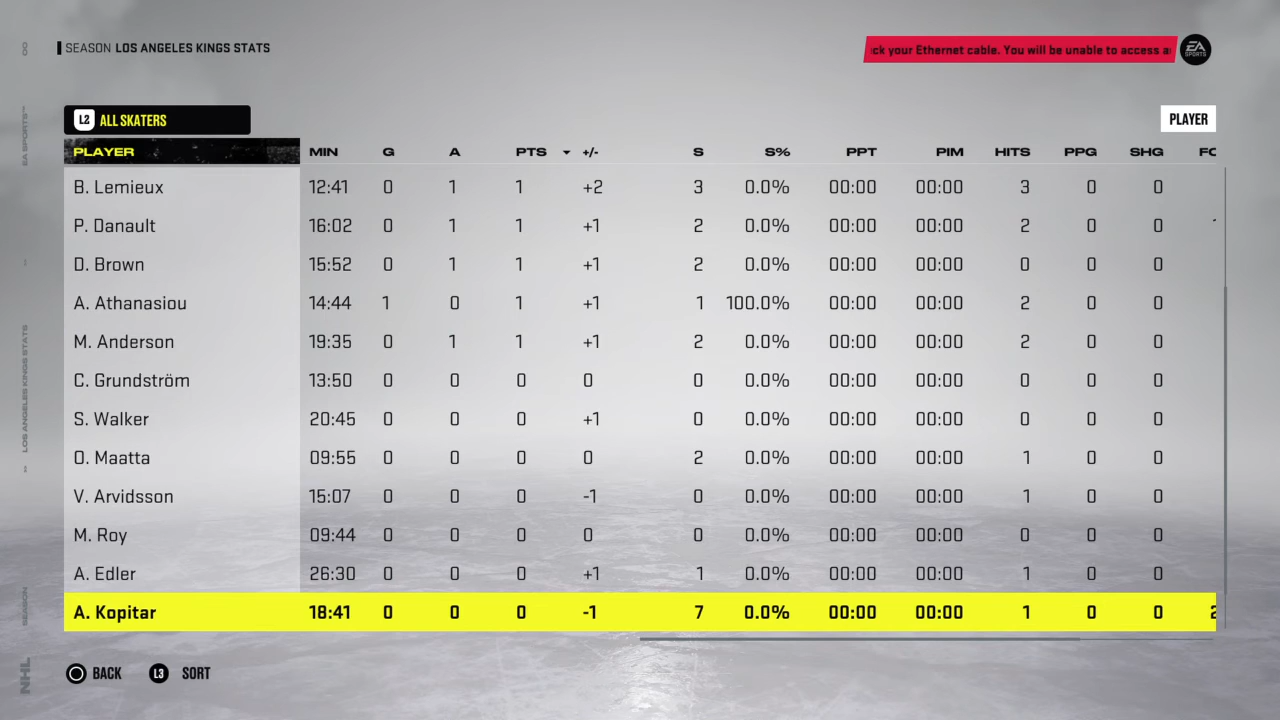 SEASON LOS ANGELES KINGS STATS
ck your Ethernet cable. You will be unable to access a
EA SPORTS
L2 ALL SKATERS
PLAYER
PLAYER MIN G A PTS +/- S S% PPT PIM HITS PPG SHG FO
B. Lemieux 12:41 0 1 1 +2 3 0.0% 00:00 00:00 3 0 0
P. Danault 16:02 0 1 1 +1 2 0.0% 00:00 00:00 2 0 0
D. Brown 15:52 0 1 1 +1 2 0.0% 00:00 00:00 0 0 0
A. Athanasiou 14:44 1 0 1 +1 1 100.0% 00:00 00:00 2 0 0
M. Anderson 19:35 0 1 1 +1 2 0.0% 00:00 00:00 2 0 0
C. Grundström 13:50 0 0 0 0 0 0.0% 00:00 00:00 0 0 0
S. Walker 20:45 0 0 0 +1 0 0.0% 00:00 00:00 0 0 0
O. Maatta 09:55 0 0 0 0 2 0.0% 00:00 00:00 1 0 0
V. Arvidsson 15:07 0 0 0 -1 0 0.0% 00:00 00:00 1 0 0
M. Roy 09:44 0 0 0 0 0 0.0% 00:00 00:00 0 0 0
A. Edler 26:30 0 0 0 +1 1 0.0% 00:00 00:00 1 0 0
A. Kopitar 18:41 0 0 0 -1 7 0.0% 00:00 00:00 1 0 0 2
BACK L3 SORT
NHL SEASON LOS ANGELES KINGS STATS EA SPORTS